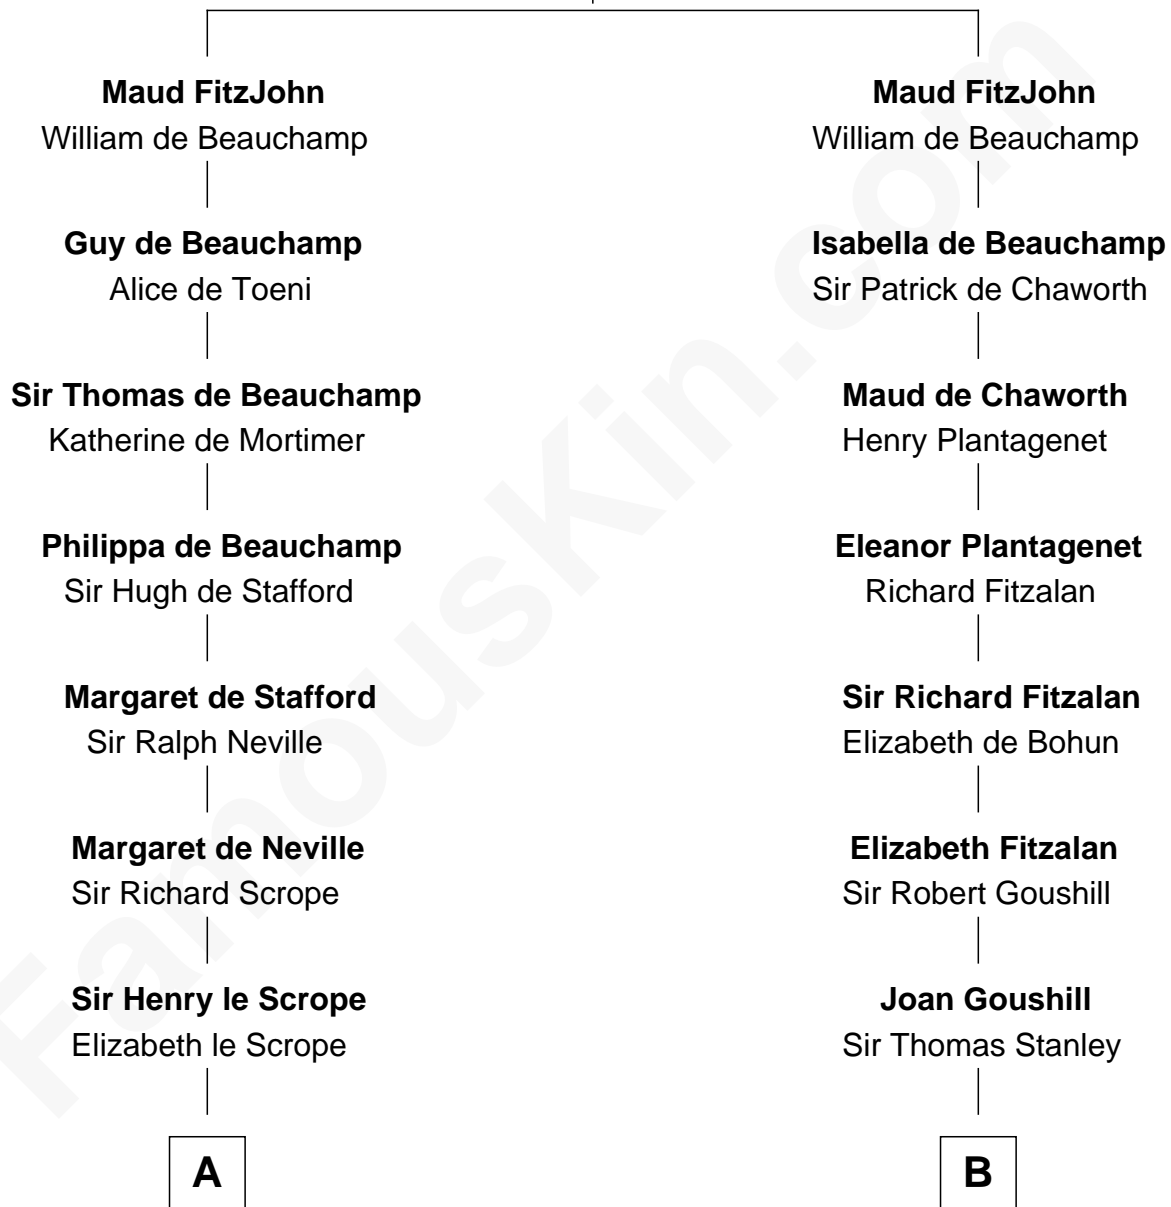 Maud FitzJohn
William de Beauchamp
Guy de Beauchamp
Alice de Toeni
Sir Thomas de Beauchamp
Katherine de Mortimer
Philippa de Beauchamp
Sir Hugh de Stafford
Margaret de Stafford
Sir Ralph Neville
Margaret de Neville
Sir Richard Scrope
Sir Henry le Scrope
Elizabeth le Scrope
A
Maud FitzJohn
William de Beauchamp
Isabella de Beauchamp
Sir Patrick de Chaworth
Maud de Chaworth
Henry Plantagenet
Eleanor Plantagenet
Richard Fitzalan
Sir Richard Fitzalan
Elizabeth de Bohun
Elizabeth Fitzalan
Sir Robert Goushill
Joan Goushill
Sir Thomas Stanley
B
FamousKin.com